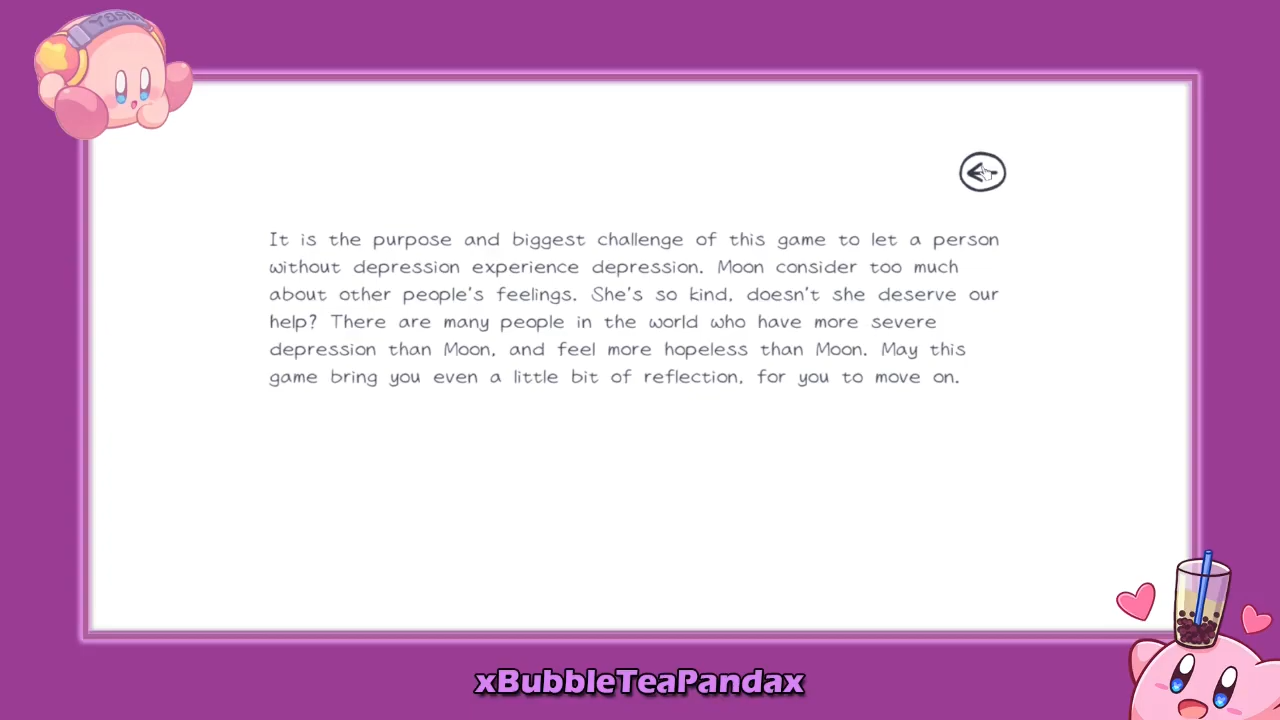 It is the purpose and biggest challenge of this game to let a person
without depression experience depression. Moon consider too much
about other people's feelings. She's so kind, doesn't she deserve our
help? There are many people in the world who have more severe
depression than Moon, and feel more hopeless than Moon. May this
game bring you even a little bit of reflection, for you to move on.
xBubbleTeaPandax